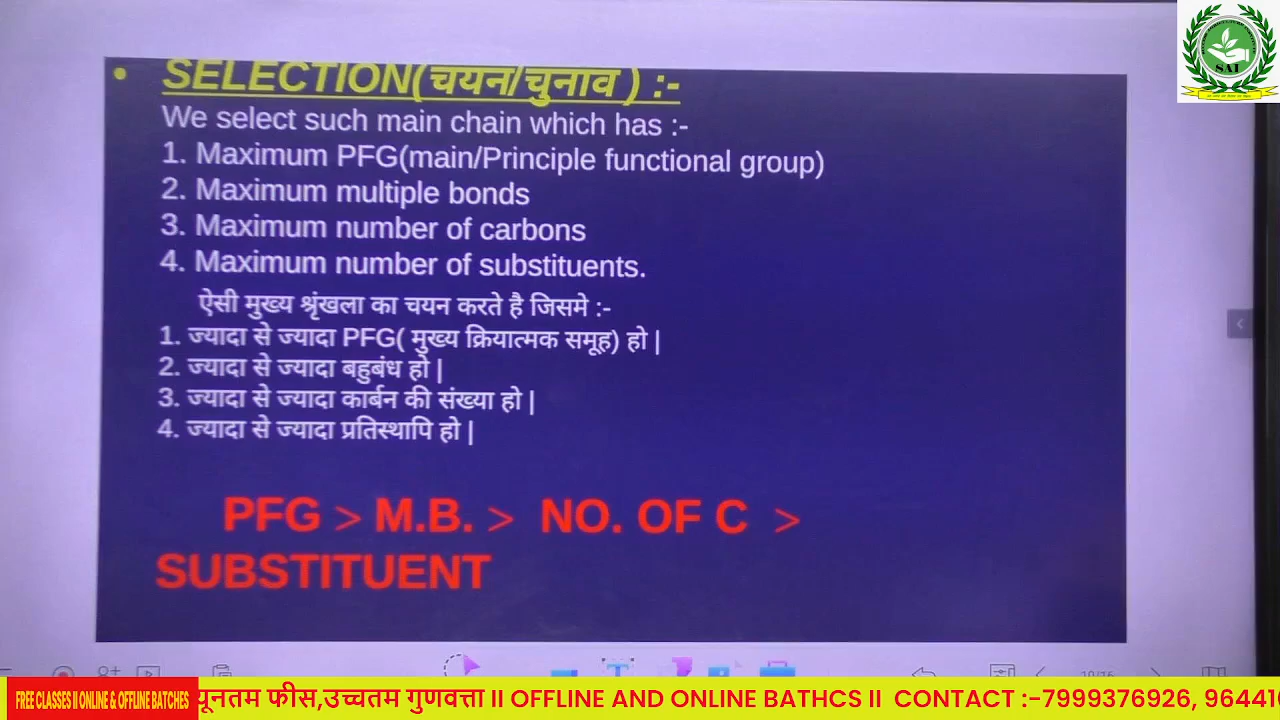 SAI
• SELECTION(चयन/चुनाव ) :-
We select such main chain which has :-
1. Maximum PFG(main/Principle functional group)
2. Maximum multiple bonds
3. Maximum number of carbons
4. Maximum number of substituents.
ऐसी मुख्य श्रृंखला का चयन करते है जिसमे :-
1. ज्यादा से ज्यादा PFG( मुख्य क्रियात्मक समूह) हो |
2. ज्यादा से ज्यादा बहुबंध हो |
3. ज्यादा से ज्यादा कार्बन की संख्या हो |
4. ज्यादा से ज्यादा प्रतिस्थापि हो |
PFG > M.B. > NO. OF C >
SUBSTITUENT
FREE CLASSES II ONLINE & OFFLINE BATCHES
यूनतम फीस,उच्चतम गुणवत्ता II OFFLINE AND ONLINE BATHCS II CONTACT :-7999376926, 96441